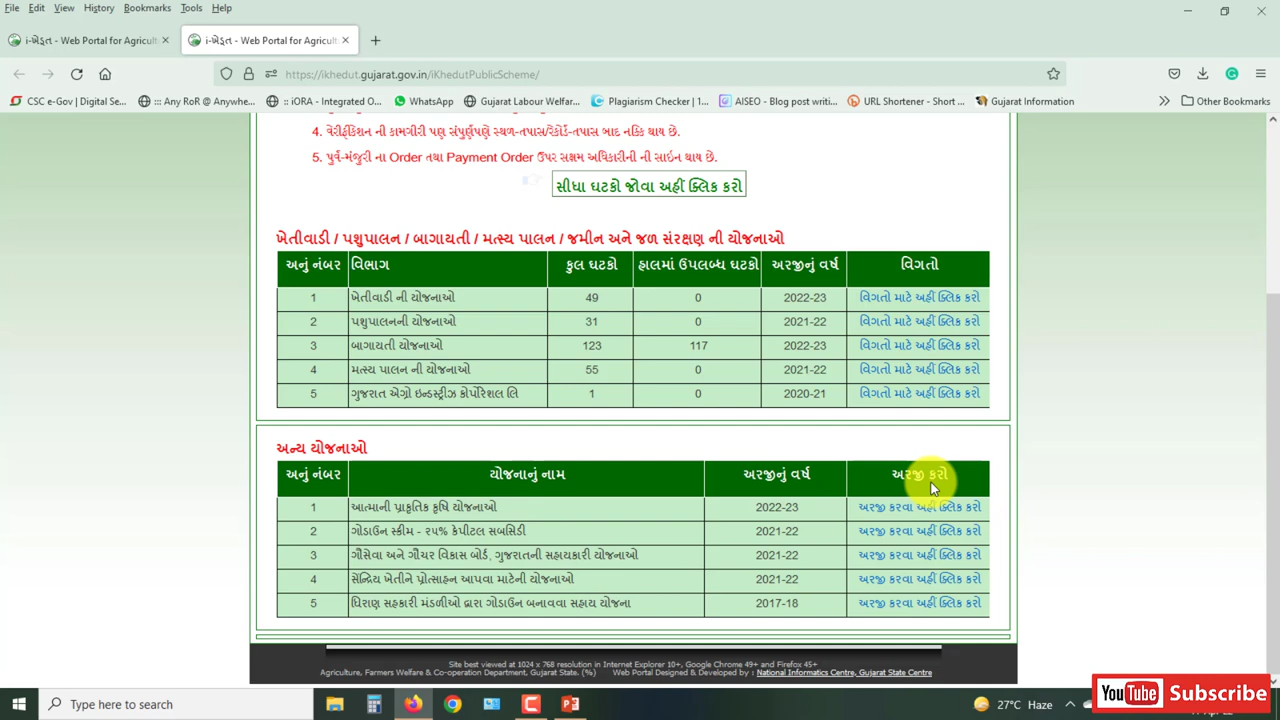 File Edit View History Bookmarks Tools Help
i-ખેડૂત - Web Portal for Agricult
i-ખેડૂત - Web Portal for Agricult
https://ikhedut.gujarat.gov.in/iKhedutPublicScheme/
CSC e-Gov | Digital Se... ::: Any RoR @ Anywhe... :: iORA - Integrated O... WhatsApp Gujarat Labour Welfar... Plagiarism Checker | 1... AISEO - Blog post writi... URL Shortener - Short ... Gujarat Information Other Bookmarks
4. વેરીફીકેશન ની કામગીરી પણ સંપુર્ણપણે સ્થળ-તપાસ/રેકોર્ડ-તપાસ બાદ નક્કિ થાય છે.
5. પુર્વ-મંજુરી ના Order તથા Payment Order ઉપર સક્ષમ અધિકારીની ની સાઇન થાય છે.
સીધા ઘટકો જોવા અહીં ક્લિક કરો
ખેતીવાડી / પશુપાલન / બાગાયતી / મત્સ્ય પાલન / જમીન અને જળ સંરક્ષણ ની યોજનાઓ
અનું નંબર વિભાગ કુલ ઘટકો હાલમાં ઉપલબ્ધ ઘટકો અરજીનું વર્ષ વિગતો
1 ખેતીવાડી ની યોજનાઓ 49 0 2022-23 વિગતો માટે અહીં ક્લિક કરો
2 પશુપાલનની યોજનાઓ 31 0 2021-22 વિગતો માટે અહીં ક્લિક કરો
3 બાગાયતી યોજનાઓ 123 117 2022-23 વિગતો માટે અહીં ક્લિક કરો
4 મત્સ્ય પાલન ની યોજનાઓ 55 0 2021-22 વિગતો માટે અહીં ક્લિક કરો
5 ગુજરાત એગ્રો ઇન્ડસ્ટ્રીઝ કોર્પોરેશલ લિ 1 0 2020-21 વિગતો માટે અહીં ક્લિક કરો
અન્ય યોજનાઓ
અનું નંબર યોજનાનું નામ અરજીનું વર્ષ અરજી કરો
1 આત્માની પ્રાકૃતિક કૃષિ યોજનાઓ 2022-23 અરજી કરવા અહીં ક્લિક કરો
2 ગોડાઉન સ્કીમ - ૨૫% કેપીટલ સબસિડી 2021-22 અરજી કરવા અહીં ક્લિક કરો
3 ગૌસેવા અને ગૌચર વિકાસ બોર્ડ, ગુજરાતની સહાયકારી યોજનાઓ 2021-22 અરજી કરવા અહીં ક્લિક કરો
4 સેંન્દ્રિય ખેતીને પ્રોત્સાહન આપવા માટેની યોજનાઓ 2021-22 અરજી કરવા અહીં ક્લિક કરો
5 ધિરાણ સહકારી મંડળીઓ દ્વારા ગોડાઉન બનાવવા સહાય યોજના 2017-18 અરજી કરવા અહીં ક્લિક કરો
Site best viewed at 1024 x 768 resolution in Internet Explorer 10+, Google Chrome 49+ and Firefox 45+
Agriculture, Farmers Welfare & Co-operation Department, Gujarat State. (%) Web Portal Designed & Developed by : National Informatics Centre, Gujarat State Centre
Type here to search 27°C Haze
YouTube Subscribe